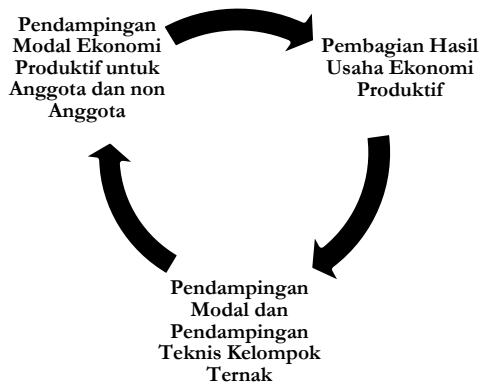 Pendampingan
Modal Ekonomi
Produktif untuk
Anggota dan non
Anggota
Pembagian Hasil
Usaha Ekonomi
Produktif
Pendampingan
Modal dan
Pendampingan
Teknis Kelompok
Ternak